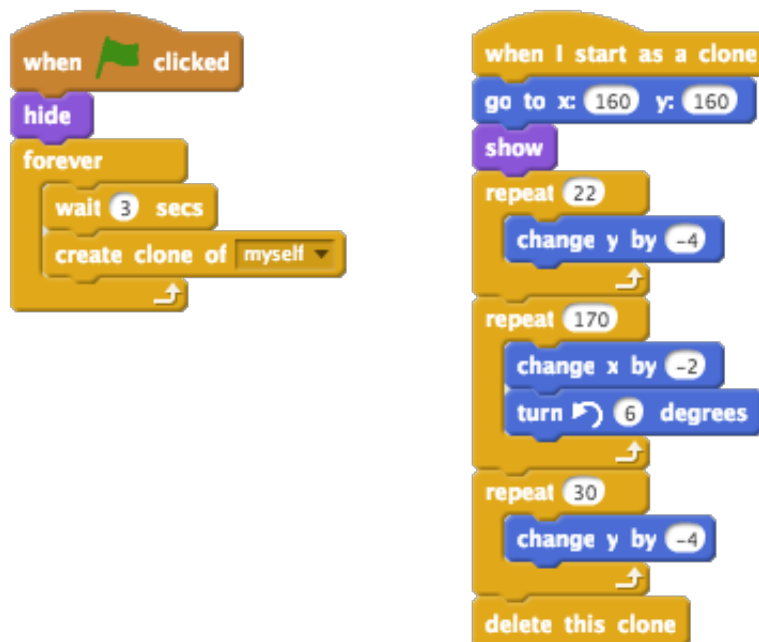 when clicked
hide
forever
wait 3 secs
create clone of myself
when I start as a clone
go to x: 160 y: 160
show
repeat 22
change y by -4
repeat 170
change x by -2
turn 6 degrees
repeat 30
change y by -4
delete this clone